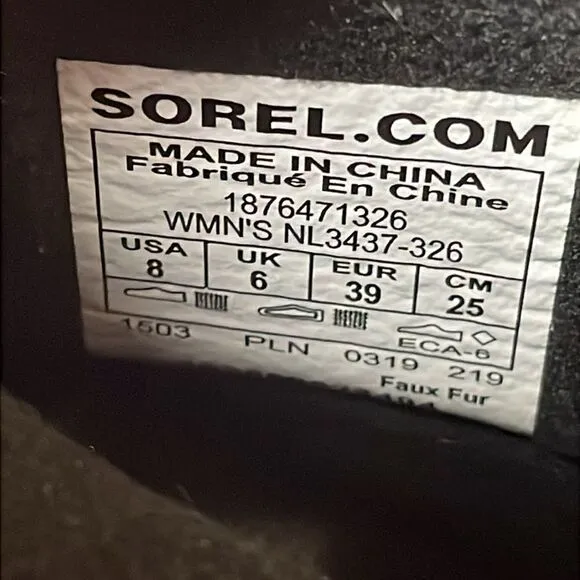 SOREL.COM
MADE IN CHINA
Fabriqué En Chine
1876471326
WMN'S NL3437-326
USA UK EUR CM
8 6 39 25
ECA-6
1503 PLN 0319 219
Faux Fur